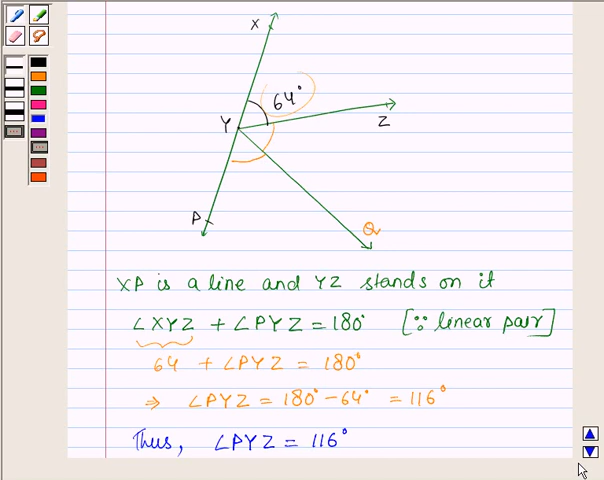 X
64°
Y
Z
P
Q
XP is a line and YZ stands on it
∠XYZ + ∠PYZ = 180° [∵ linear pair]
64 + ∠PYZ = 180°
⇒ ∠PYZ = 180° - 64° = 116°
Thus, ∠PYZ = 116°